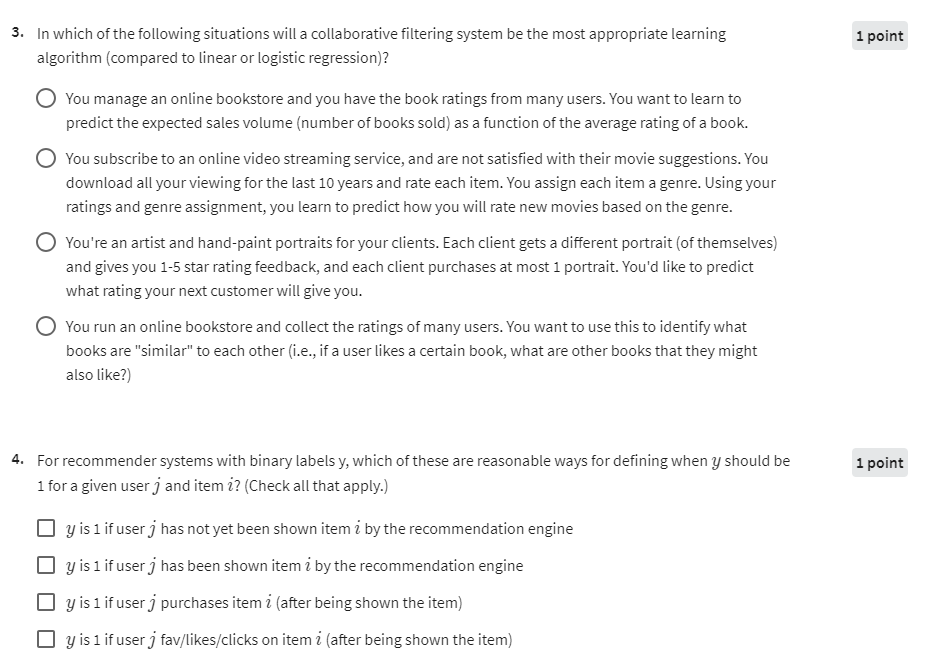 3. In which of the following situations will a collaborative filtering system be the most appropriate learning 1 point
algorithm (compared to linear or logistic regression)?
You manage an online bookstore and you have the book ratings from many users. You want to learn to
predict the expected sales volume (number of books sold) as a function of the average rating of a book.
You subscribe to an online video streaming service, and are not satisfied with their movie suggestions. You
download all your viewing for the last 10 years and rate each item. You assign each item a genre. Using your
ratings and genre assignment, you learn to predict how you will rate new movies based on the genre.
You're an artist and hand-paint portraits for your clients. Each client gets a different portrait (of themselves)
and gives you 1-5 star rating feedback, and each client purchases at most 1 portrait. You'd like to predict
what rating your next customer will give you.
You run an online bookstore and collect the ratings of many users. You want to use this to identify what
books are "similar" to each other (i.e., if a user likes a certain book, what are other books that they might
also like?)
4. For recommender systems with binary labels y, which of these are reasonable ways for defining when y should be 1 point
1 for a given user j and item i? (Check all that apply.)
y is 1 if user j has not yet been shown item i by the recommendation engine
y is 1 if user j has been shown item i by the recommendation engine
y is 1 if user j purchases item i (after being shown the item)
y is 1 if user j fav/likes/clicks on item i (after being shown the item)